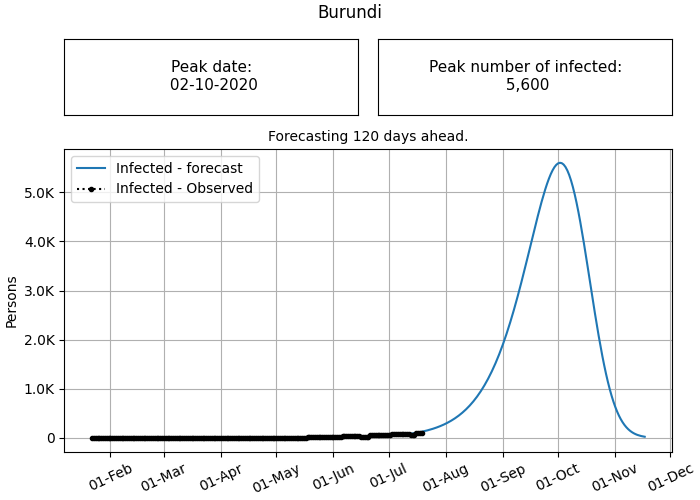 Burundi
Peak date:
02-10-2020
Peak number of infected:
5,600
Forecasting 120 days ahead.
Infected - forecast
Infected - Observed
Persons
5.0K
4.0K
3.0K
2.0K
1.0K
0
01-Feb
01-Mar
01-Apr
01-May
01-Jun
01-Jul
01-Aug
01-Sep
01-Oct
01-Nov
01-Dec